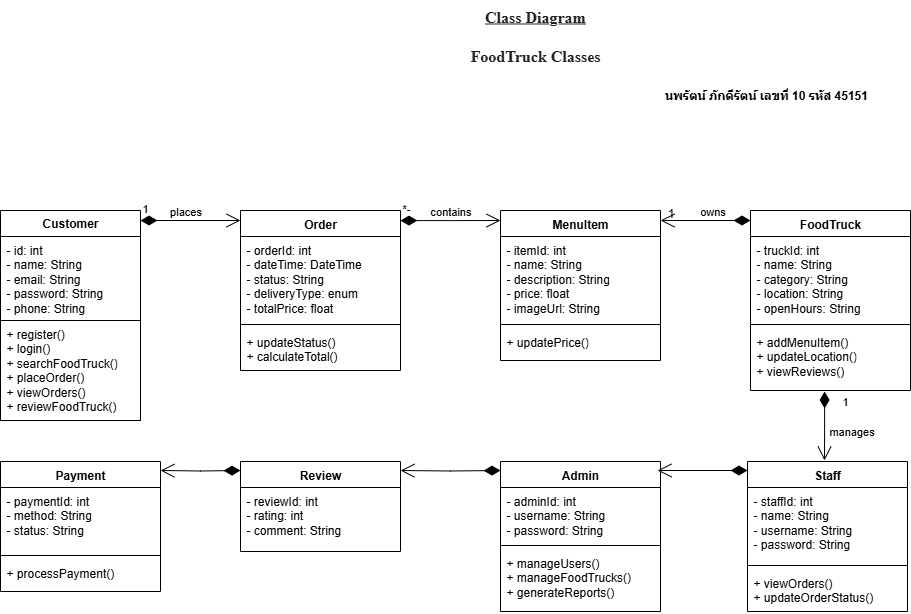 Class Diagram
FoodTruck Classes
นพรัตน์ ภักดีรัตน์ เลขที่ 10 รหัส 45151
1
places
*-
contains
1
owns
Customer
- id: int
- name: String
- email: String
- password: String
- phone: String
+ register()
+ login()
+ searchFoodTruck()
+ placeOrder()
+ viewOrders()
+ reviewFoodTruck()
Order
- orderId: int
- dateTime: DateTime
- status: String
- deliveryType: enum
- totalPrice: float
+ updateStatus()
+ calculateTotal()
MenuItem
- itemId: int
- name: String
- description: String
- price: float
- imageUrl: String
+ updatePrice()
FoodTruck
- truckId: int
- name: String
- category: String
- location: String
- openHours: String
+ addMenuItem()
+ updateLocation()
+ viewReviews()
1
manages
Payment
- paymentId: int
- method: String
- status: String
+ processPayment()
Review
- reviewId: int
- rating: int
- comment: String
Admin
- adminId: int
- username: String
- password: String
+ manageUsers()
+ manageFoodTrucks()
+ generateReports()
Staff
- staffId: int
- name: String
- username: String
- password: String
+ viewOrders()
+ updateOrderStatus()